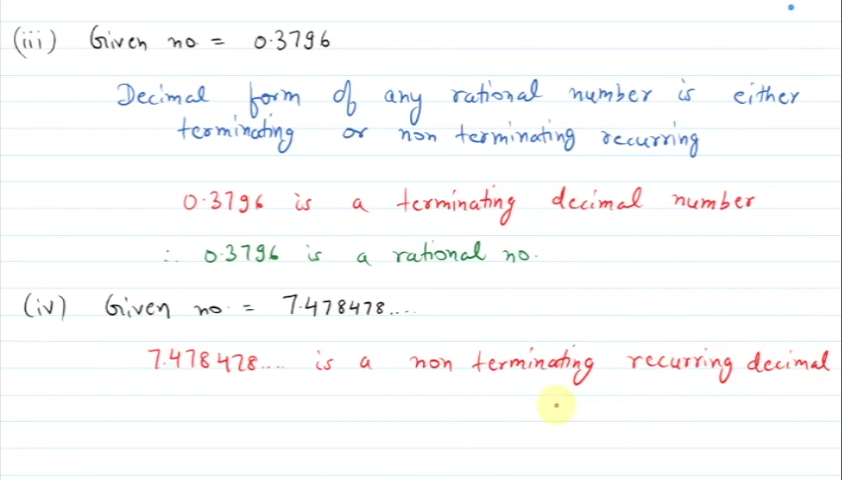 (iii) Given no = 0.3796
Decimal form of any rational number is either
terminating or non terminating recurring
0.3796 is a terminating decimal number
∴ 0.3796 is a rational no.
(iv) Given no. = 7.478478....
7.478478.... is a non terminating recurring decimal